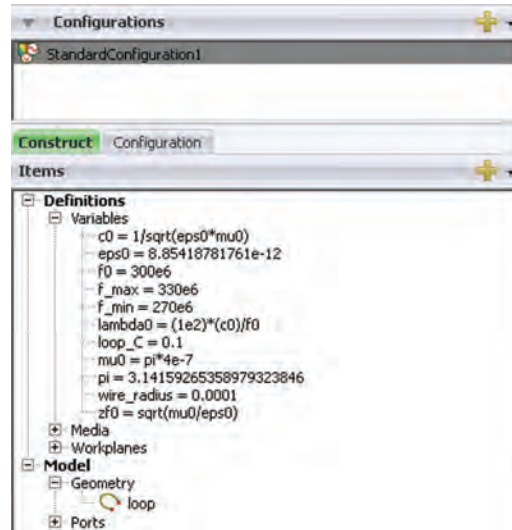 Configurations
StandardConfiguration1
Construct Configuration
Items
Definitions
Variables
c0 = 1/sqrt(eps0*mu0)
eps0 = 8.85418781761e-12
f0 = 300e6
f_max = 330e6
f_min = 270e6
lambda0 = (1e2)*(c0)/f0
loop_C = 0.1
mu0 = pi*4e-7
pi = 3.14159265358979323846
wire_radius = 0.0001
zf0 = sqrt(mu0/eps0)
Media
Workplanes
Model
Geometry
loop
Ports